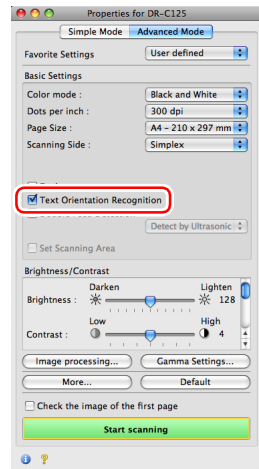 Properties for DR-C125
Simple Mode Advanced Mode
Favorite Settings User defined
Basic Settings
Color mode : Black and White
Dots per inch : 300 dpi
Page Size : A4 – 210 x 297 mm
Scanning Side : Simplex
Text Orientation Recognition
Detect by Ultrasonic
Set Scanning Area
Brightness/Contrast
Darken Lighten
Brightness : 128
Low High
Contrast : 4
Image processing... Gamma Settings...
More... Default
Check the image of the first page
Start scanning